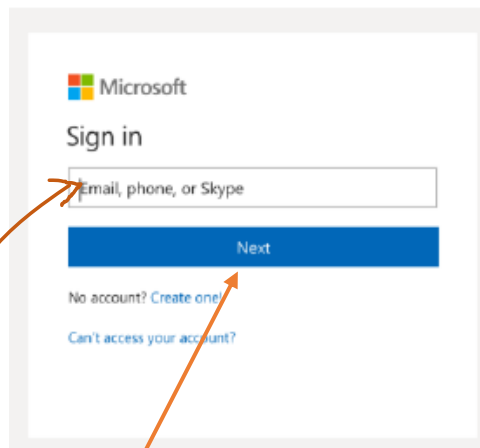 Microsoft
Sign in
Email, phone, or Skype
Next
No account? Create one!
Can't access your account?